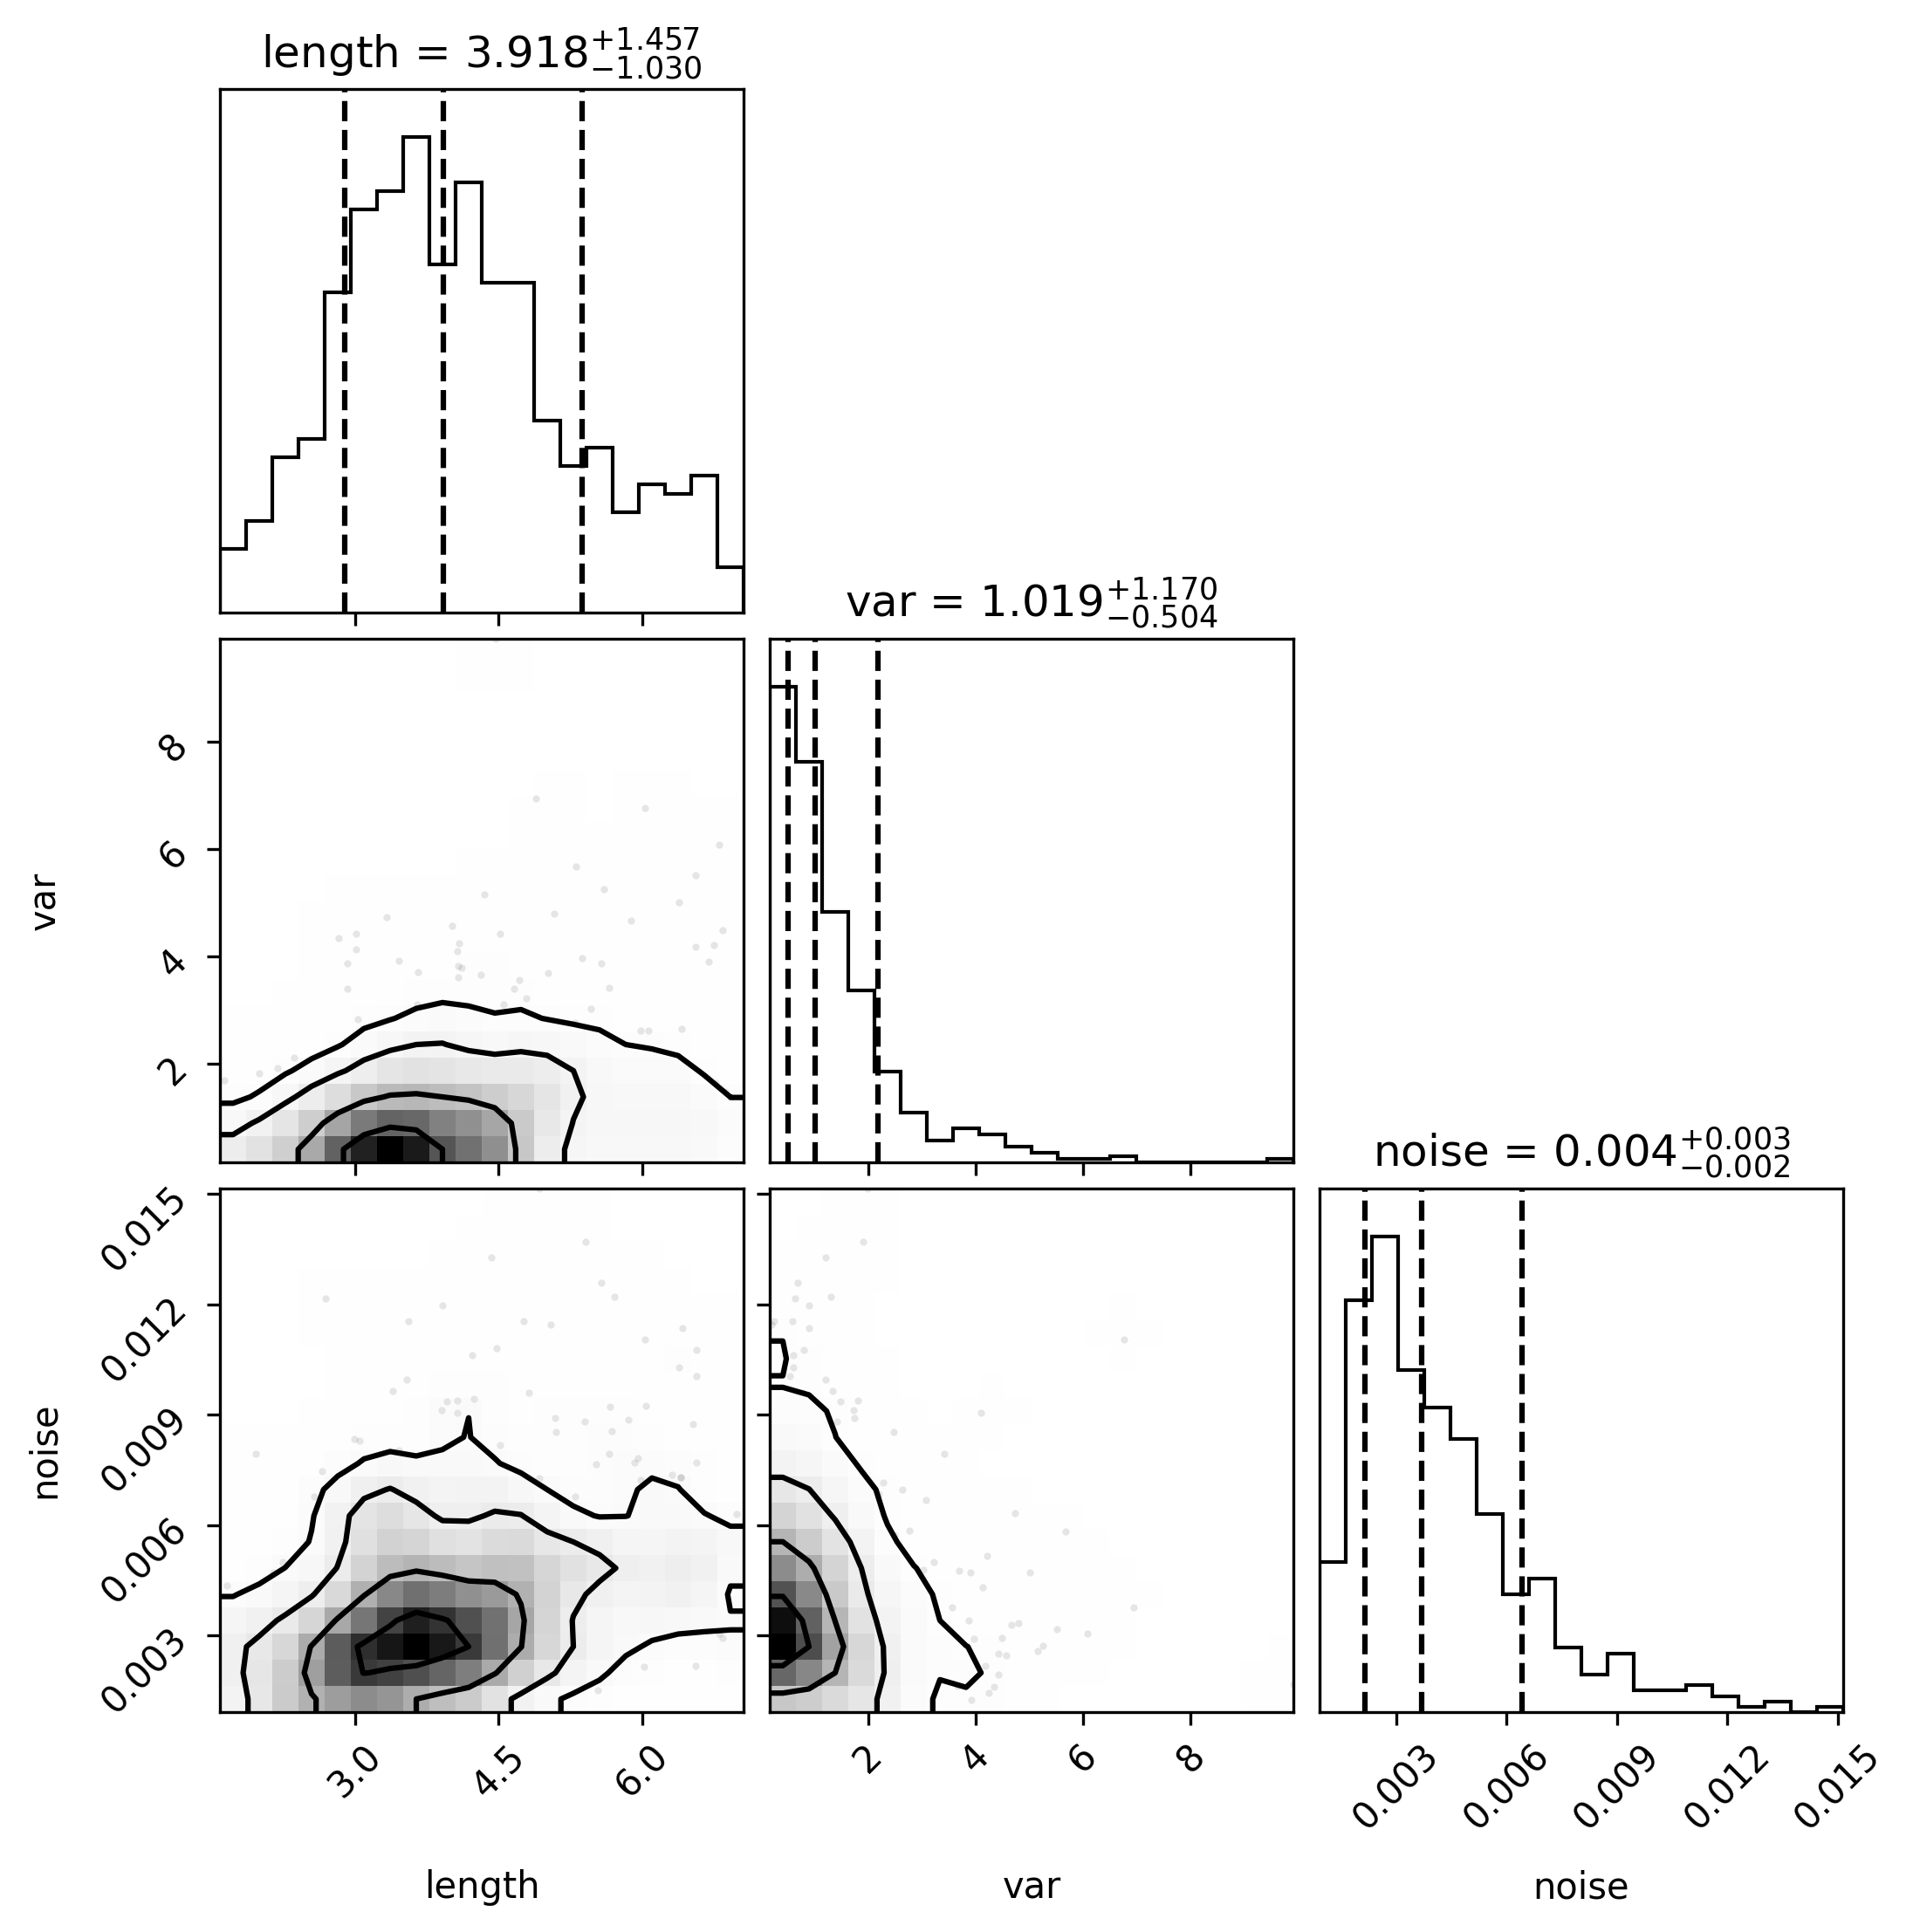 length = 3.918+1.457−1.030
var = 1.019+1.170−0.504
8
6
4
2
var
noise = 0.004+0.003−0.002
0.015
0.012
0.009
0.006
0.003
noise
3.0 4.5 6.0 2 4 6 8 0.003 0.006 0.009 0.012 0.015
length var noise